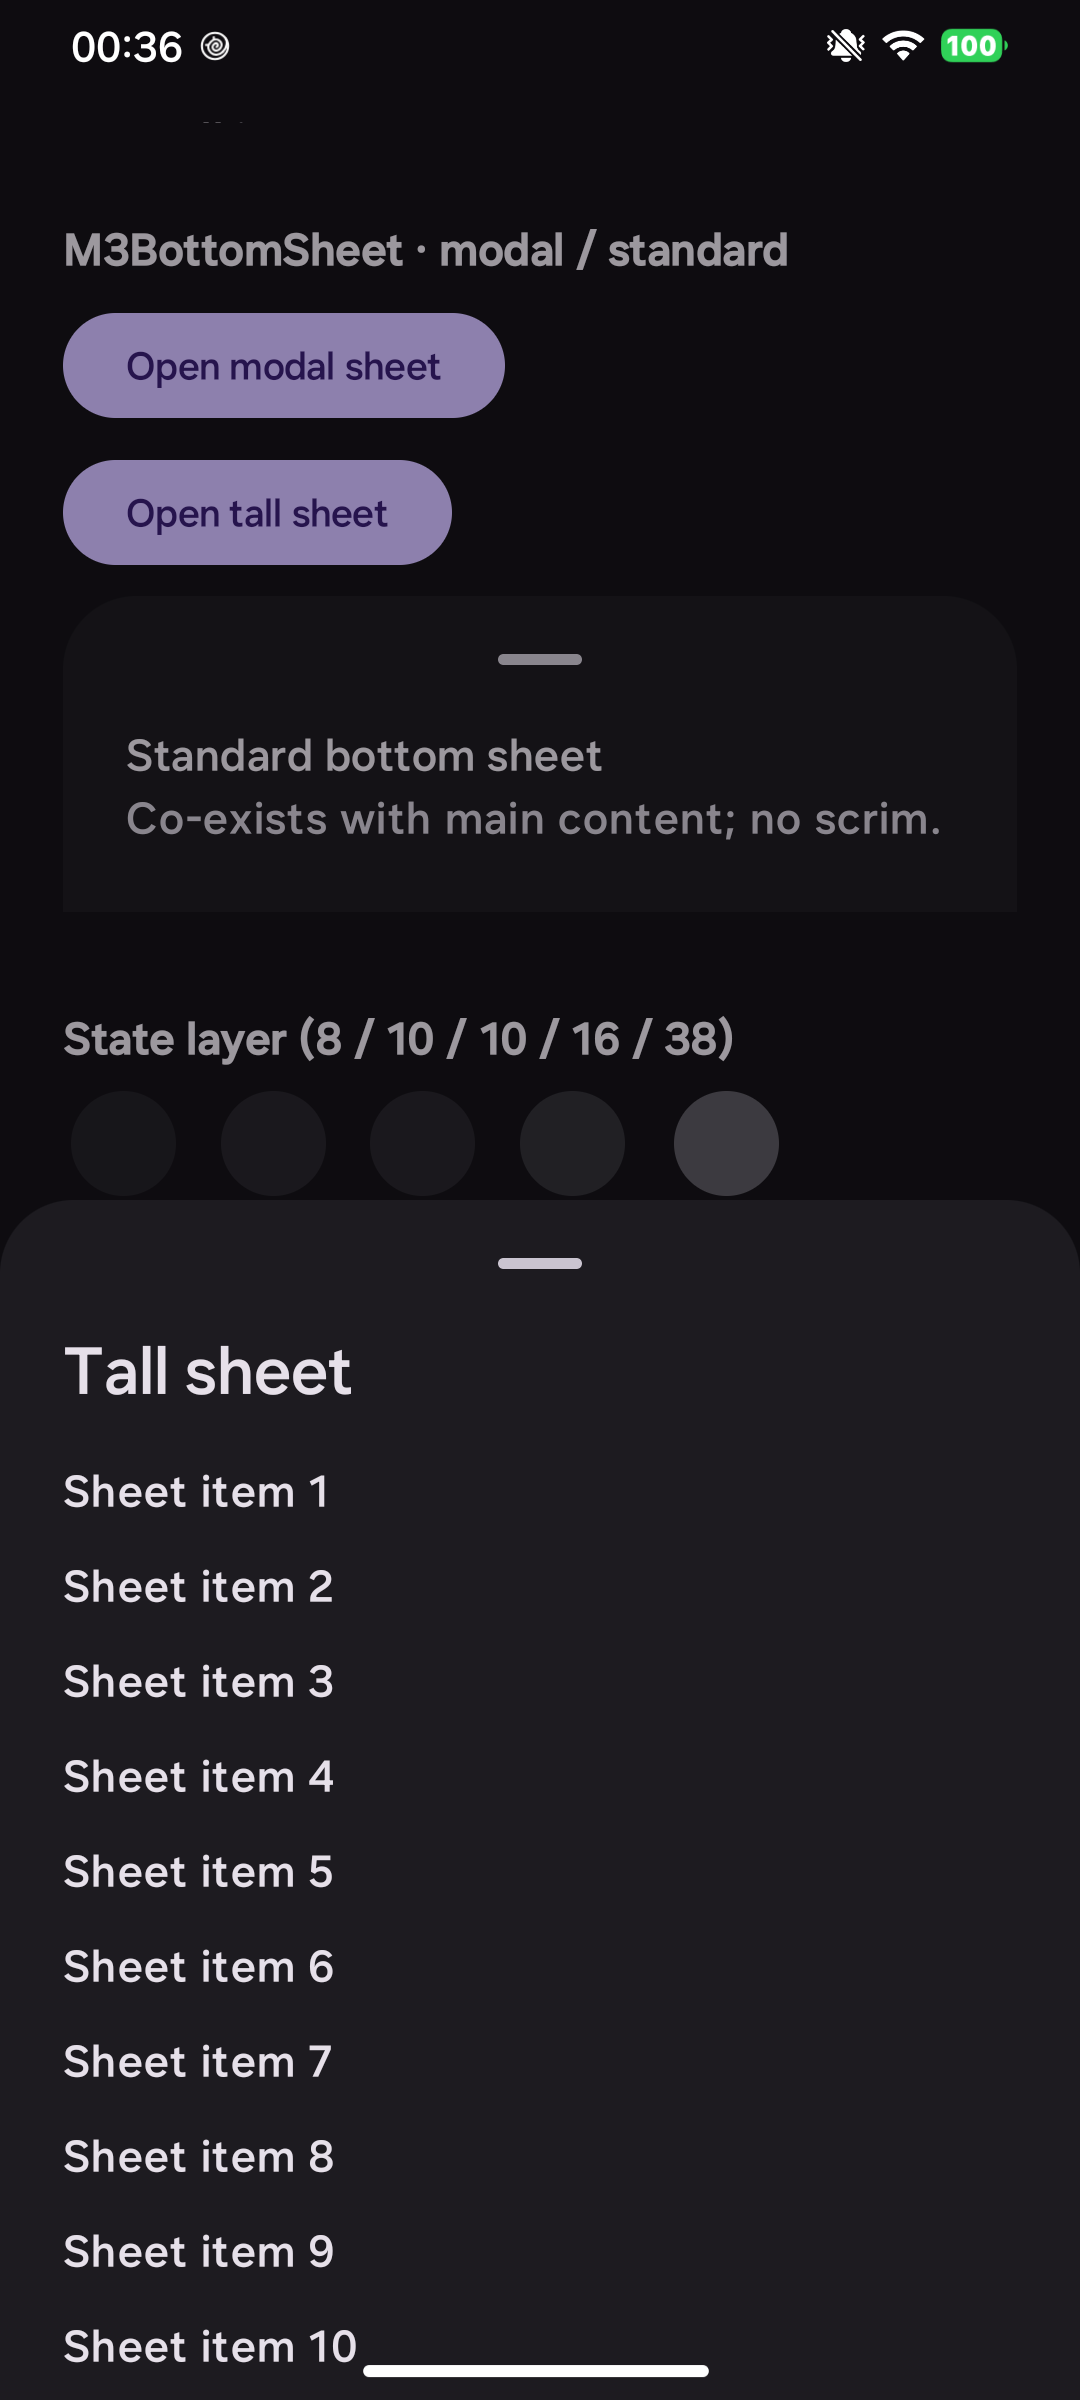 00:36
100
M3BottomSheet · modal / standard
Open modal sheet
Open tall sheet
Standard bottom sheet
Co-exists with main content; no scrim.
State layer (8 / 10 / 10 / 16 / 38)
Tall sheet
Sheet item 1
Sheet item 2
Sheet item 3
Sheet item 4
Sheet item 5
Sheet item 6
Sheet item 7
Sheet item 8
Sheet item 9
Sheet item 10